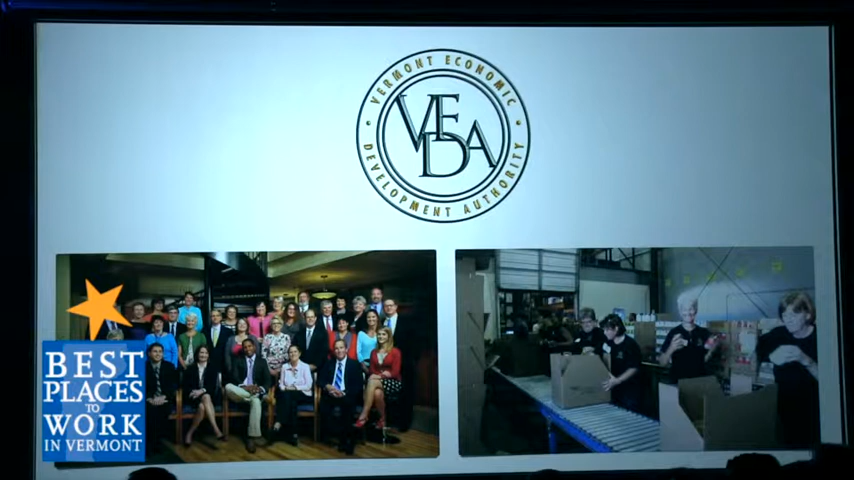 VERMONT ECONOMIC
VEDA
DEVELOPMENT AUTHORITY
BEST
PLACES
TO
WORK
IN VERMONT